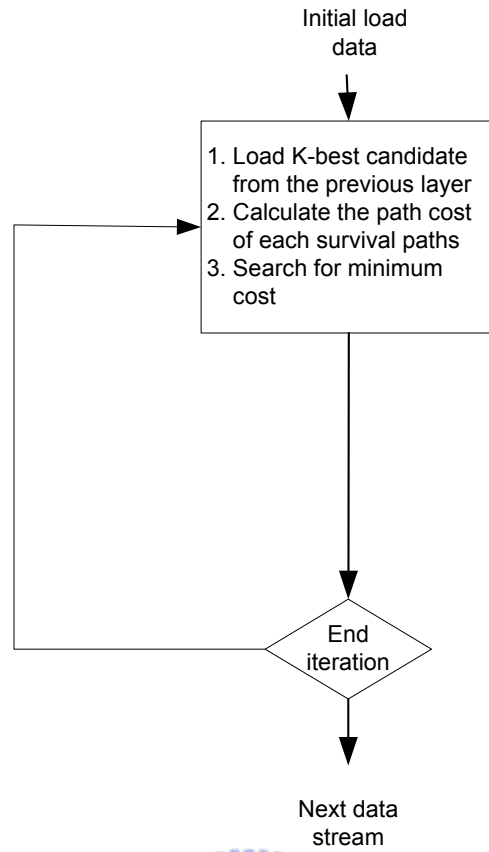 Initial load
data
1. Load K-best candidate
from the previous layer
2. Calculate the path cost
of each survival paths
3. Search for minimum
cost
End
iteration
Next data
stream